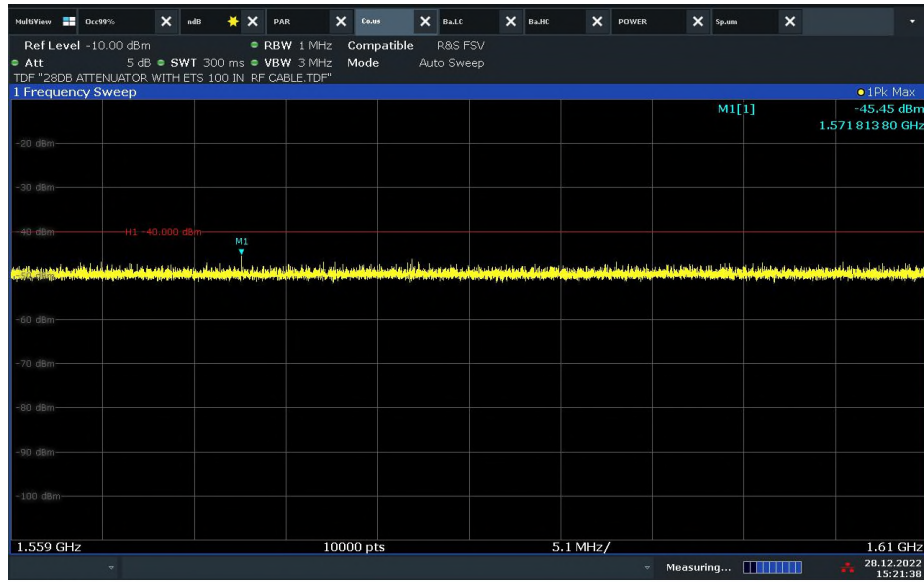 MultiView Occ99% ndB PAR Co.us Ba.LC Ba.HC POWER Sp.um
Ref Level -10.00 dBm RBW 1 MHz Compatible R&S FSV
Att 5 dB SWT 300 ms VBW 3 MHz Mode Auto Sweep
TDF "28DB ATTENUATOR WITH ETS 100 IN RF CABLE.TDF"
1 Frequency Sweep 1Pk Max
M1[1] -45.45 dBm
1.571 813 80 GHz
-20 dBm
-30 dBm
-40 dBm H1 -40.000 dBm
M1
-60 dBm
-70 dBm
-80 dBm
-90 dBm
-100 dBm
1.559 GHz 10000 pts 5.1 MHz/ 1.61 GHz
Measuring... 28.12.2022
15:21:38